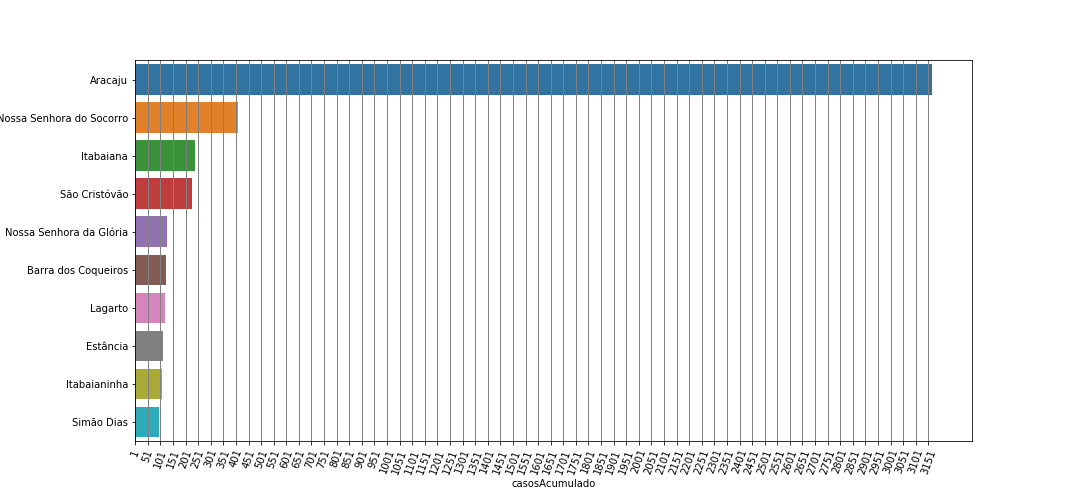 Aracaju
Nossa Senhora do Socorro
Itabaiana
São Cristóvão
Nossa Senhora da Glória
Barra dos Coqueiros
Lagarto
Estância
Itabaianinha
Simão Dias
1 51 101 151 201 251 301 351 401 451 501 551 601 651 701 751 801 851 901 951 1001 1051 1101 1151 1201 1251 1301 1351 1401 1451 1501 1551 1601 1651 1701 1751 1801 1851 1901 1951 2001 2051 2101 2151 2201 2251 2301 2351 2401 2451 2501 2551 2601 2651 2701 2751 2801 2851 2901 2951 3001 3051 3101 3151
casosAcumulado